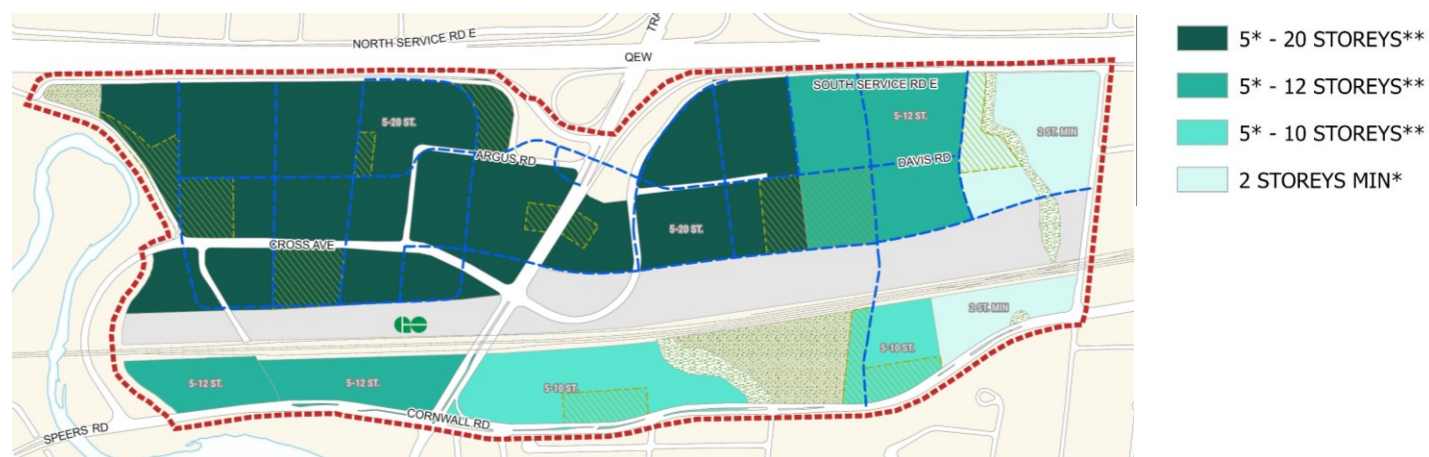 NORTH SERVICE RD E
TRA
QEW
SOUTH SERVICE RD E
5-20 ST.
5-12 ST.
2 ST. MIN
ARGUS RD
DAVIS RD
5-20 ST.
CROSS AVE
GO
2 ST. MIN
5-10 ST.
5-12 ST.
5-12 ST.
5-10 ST.
CORNWALL RD
SPEERS RD
5* - 20 STOREYS**
5* - 12 STOREYS**
5* - 10 STOREYS**
2 STOREYS MIN*